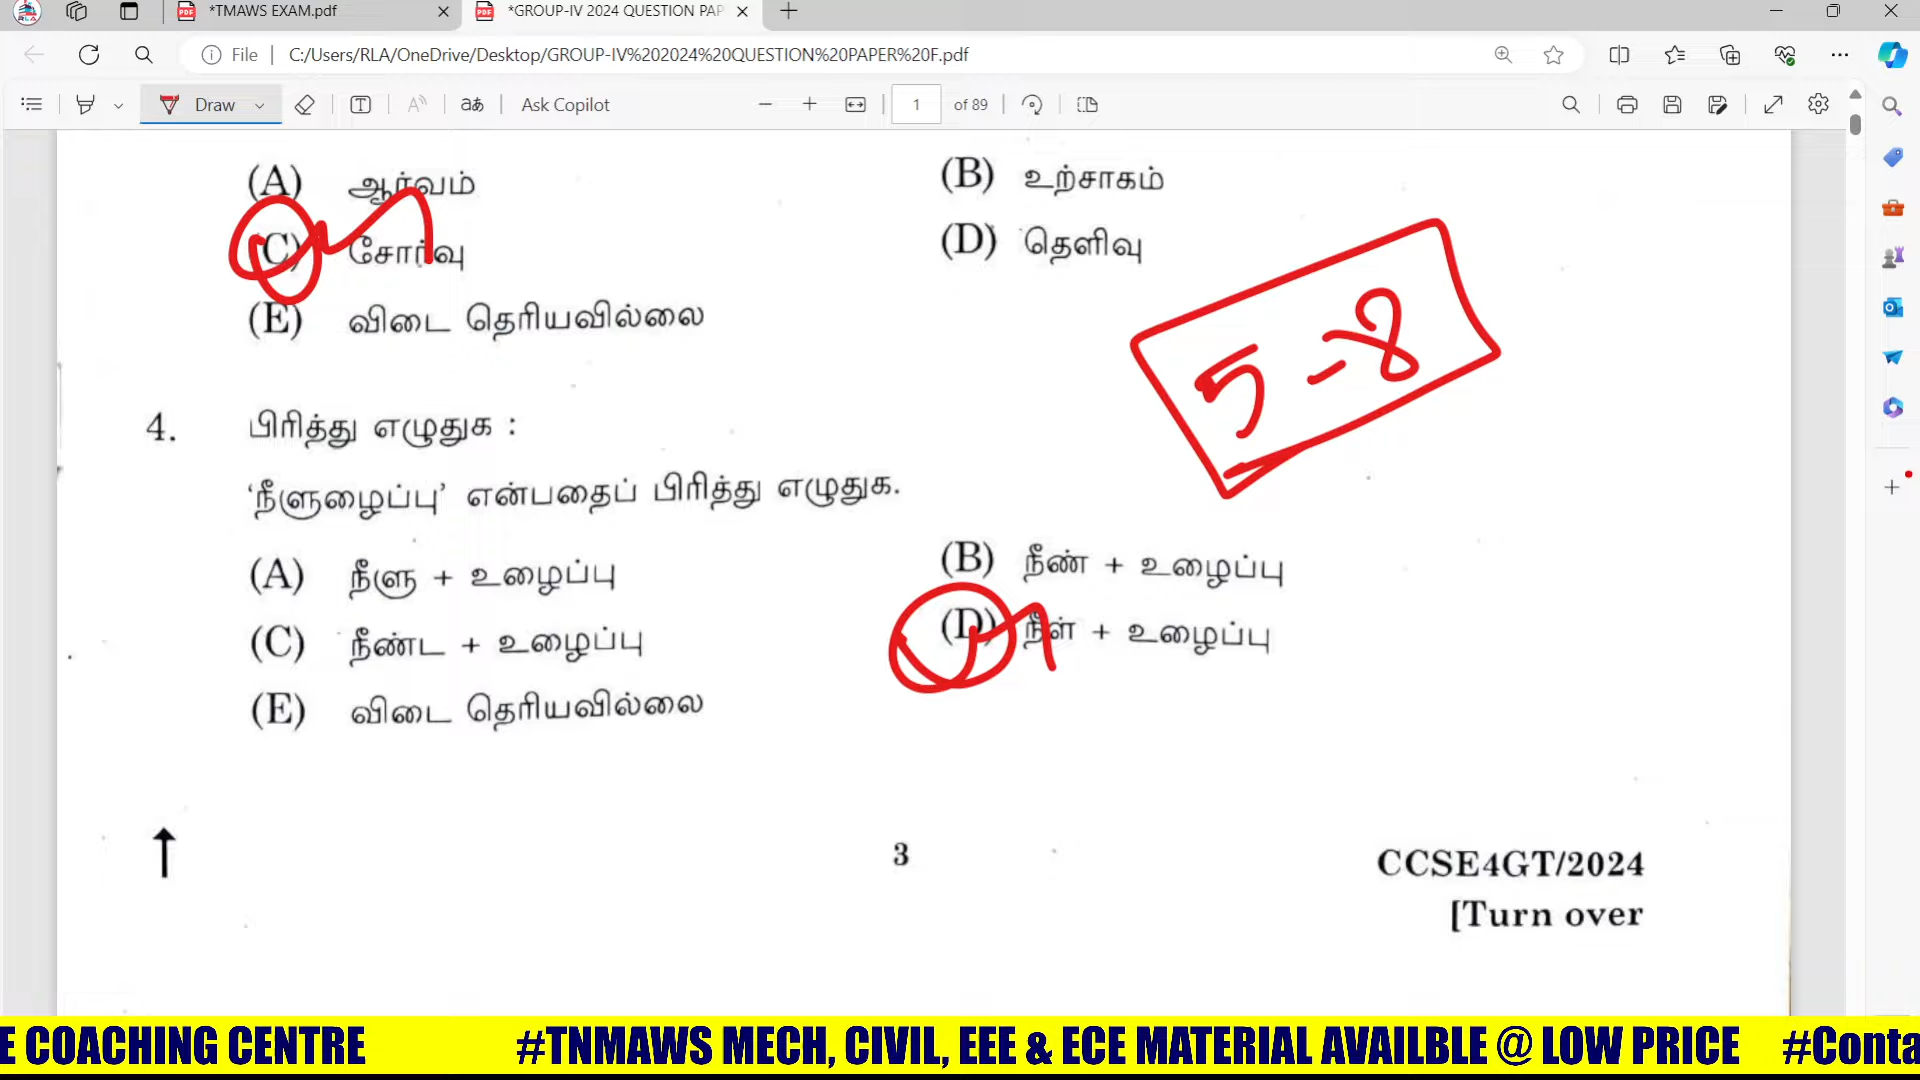 *TMAWS EXAM.pdf
*GROUP-IV 2024 QUESTION PAP
File C:/Users/RLA/OneDrive/Desktop/GROUP-IV%202024%20QUESTION%20PAPER%20F.pdf
Draw Ask Copilot 1 of 89
(A) ஆர்வம் (B) உற்சாகம்
(C) சோர்வு (D) தெளிவு
(E) விடை தெரியவில்லை
5 - 8
4. பிரித்து எழுதுக :
‘நீளுழைப்பு’ என்பதைப் பிரித்து எழுதுக.
(A) நீளு + உழைப்பு (B) நீண் + உழைப்பு
(C) நீண்ட + உழைப்பு (D) நீள் + உழைப்பு
(E) விடை தெரியவில்லை
3
CCSE4GT/2024
[Turn over
E COACHING CENTRE #TNMAWS MECH, CIVIL, EEE & ECE MATERIAL AVAILBLE @ LOW PRICE #Conta